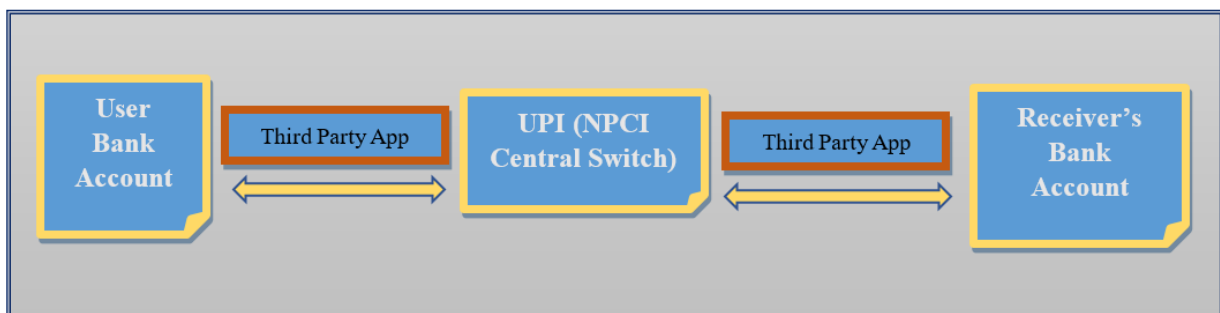 User
Bank
Account
Third Party App
UPI (NPCI
Central Switch)
Third Party App
Receiver's
Bank
Account